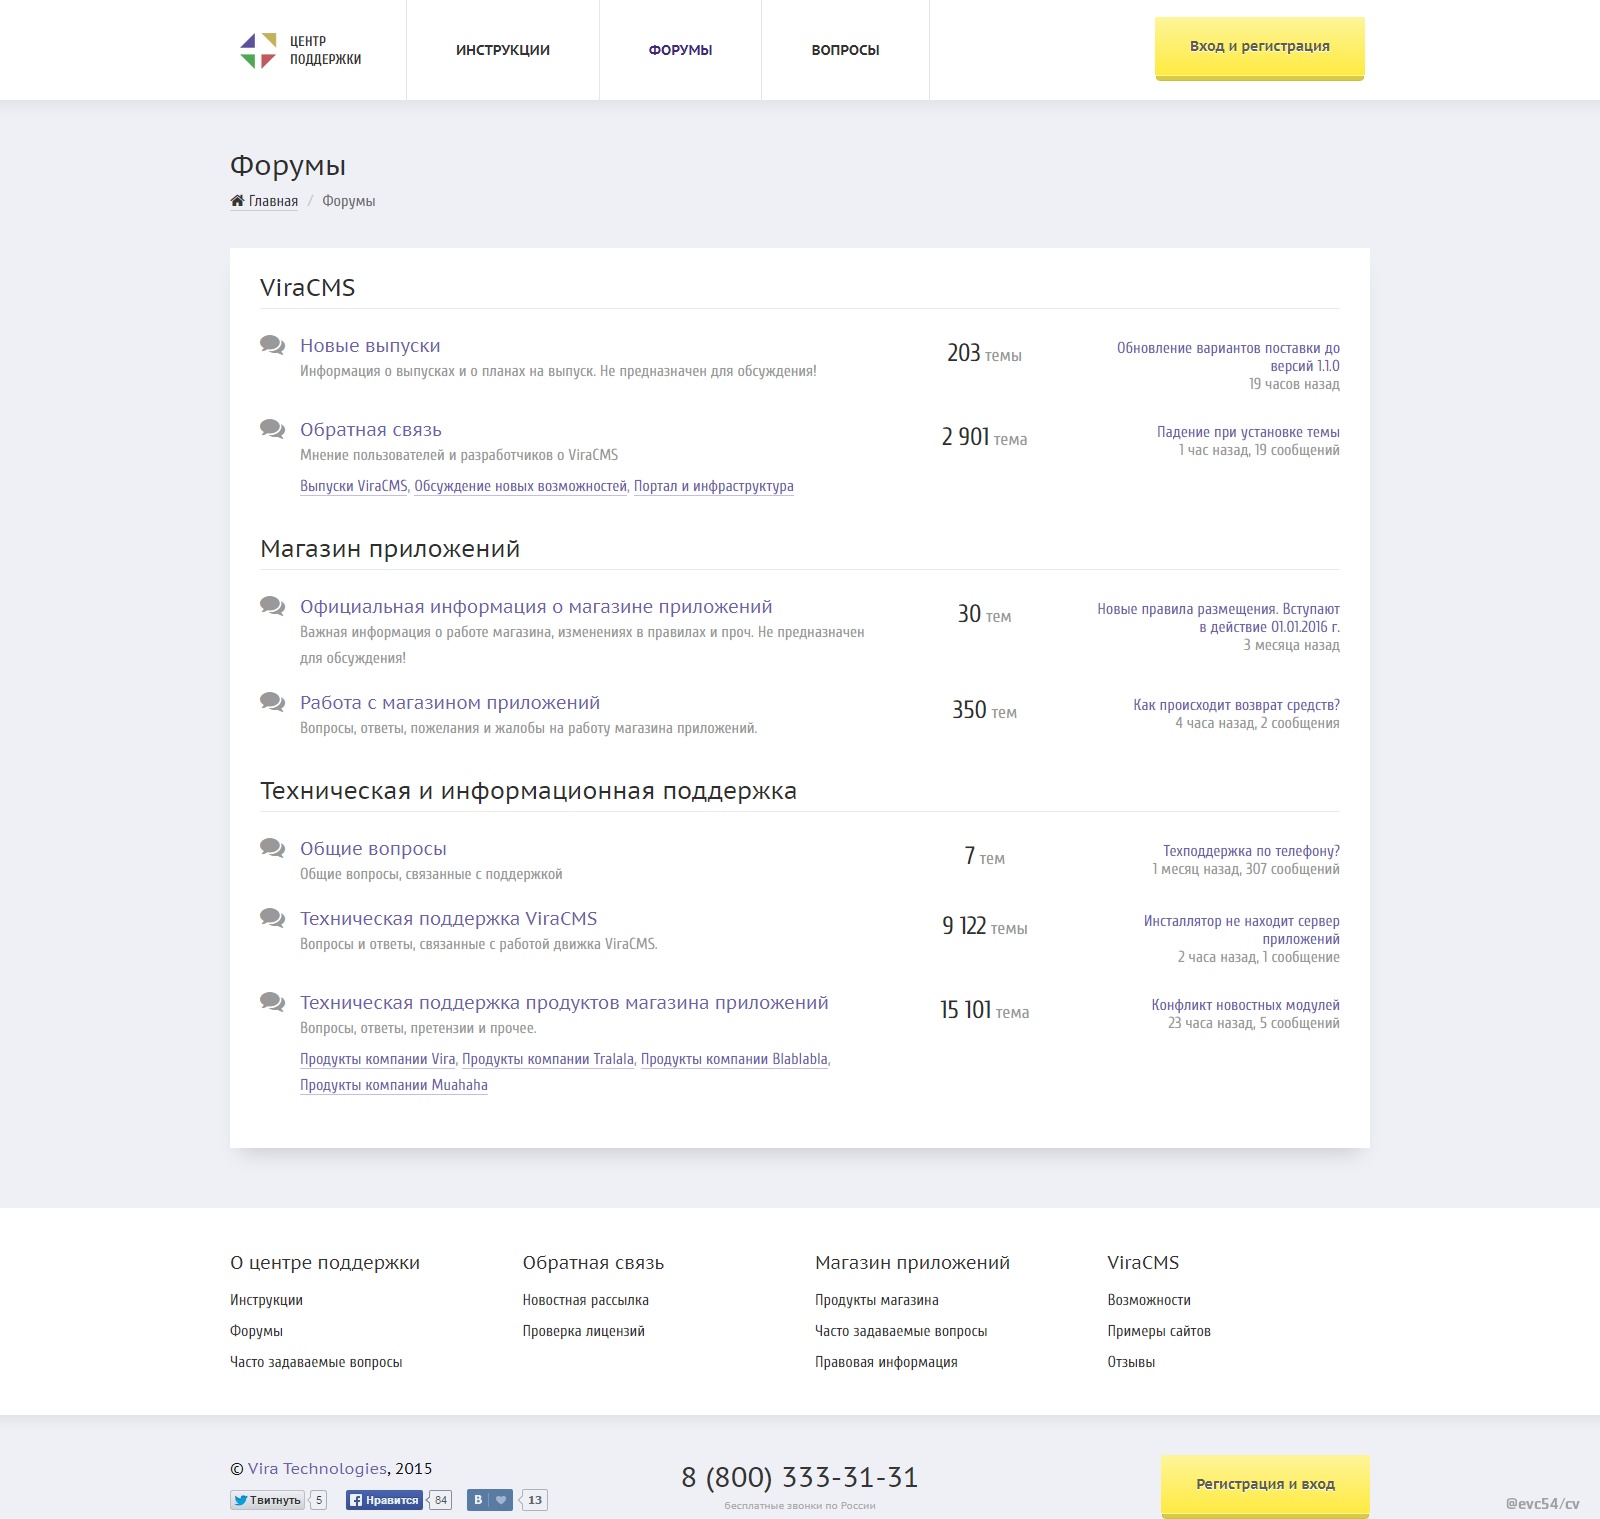 ЦЕНТР
ПОДДЕРЖКИ
ИНСТРУКЦИИ
ФОРУМЫ
ВОПРОСЫ
Вход и регистрация
Форумы
Главная / Форумы
ViraCMS
Новые выпуски
Информация о выпусках и о планах на выпуск. Не предназначен для обсуждения!
203 темы
Обновление вариантов поставки до
версий 1.1.0
19 часов назад
Обратная связь
Мнение пользователей и разработчиков о ViraCMS
Выпуски ViraCMS, Обсуждение новых возможностей, Портал и инфраструктура
2 901 тема
Падение при установке темы
1 час назад, 19 сообщений
Магазин приложений
Официальная информация о магазине приложений
Важная информация о работе магазина, изменениях в правилах и проч. Не предназначен
для обсуждения!
30 тем
Новые правила размещения. Вступают
в действие 01.01.2016 г.
3 месяца назад
Работа с магазином приложений
Вопросы, ответы, пожелания и жалобы на работу магазина приложений.
350 тем
Как происходит возврат средств?
4 часа назад, 2 сообщения
Техническая и информационная поддержка
Общие вопросы
Общие вопросы, связанные с поддержкой
7 тем
Техподдержка по телефону?
1 месяц назад, 307 сообщений
Техническая поддержка ViraCMS
Вопросы и ответы, связанные с работой движка ViraCMS.
9 122 темы
Инсталлятор не находит сервер
приложений
2 часа назад, 1 сообщение
Техническая поддержка продуктов магазина приложений
Вопросы, ответы, претензии и прочее.
Продукты компании Vira, Продукты компании Tralala, Продукты компании Blablabla,
Продукты компании Muahaha
15 101 тема
Конфликт новостных модулей
23 часа назад, 5 сообщений
О центре поддержки
Инструкции
Форумы
Часто задаваемые вопросы
Обратная связь
Новостная рассылка
Проверка лицензий
Магазин приложений
Продукты магазина
Часто задаваемые вопросы
Правовая информация
ViraCMS
Возможности
Примеры сайтов
Отзывы
© Vira Technologies, 2015
Твитнуть 5
Нравится 84
В 13
8 (800) 333-31-31
бесплатные звонки по России
Регистрация и вход
@evc54/cv